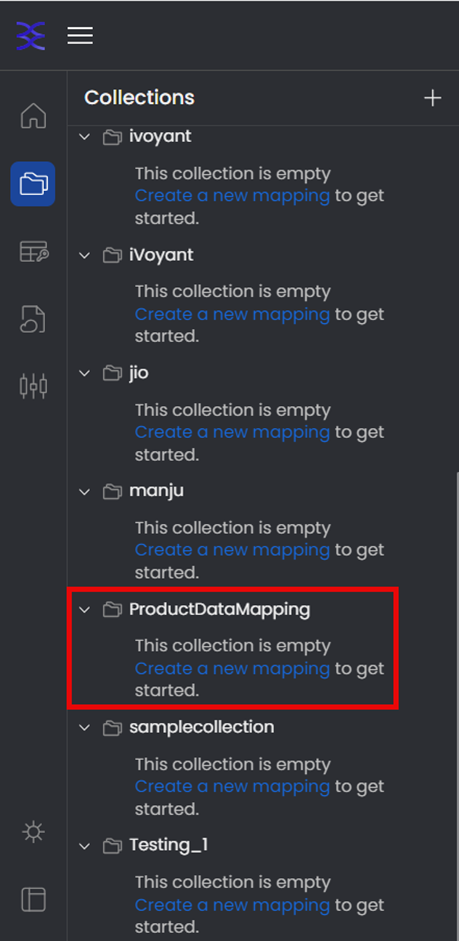 Collections
ivoyant
This collection is empty
Create a new mapping to get
started.
iVoyant
This collection is empty
Create a new mapping to get
started.
jio
This collection is empty
Create a new mapping to get
started.
manju
This collection is empty
Create a new mapping to get
started.
ProductDataMapping
This collection is empty
Create a new mapping to get
started.
samplecollection
This collection is empty
Create a new mapping to get
started.
Testing_1
This collection is empty
Create a new mapping to get
started.